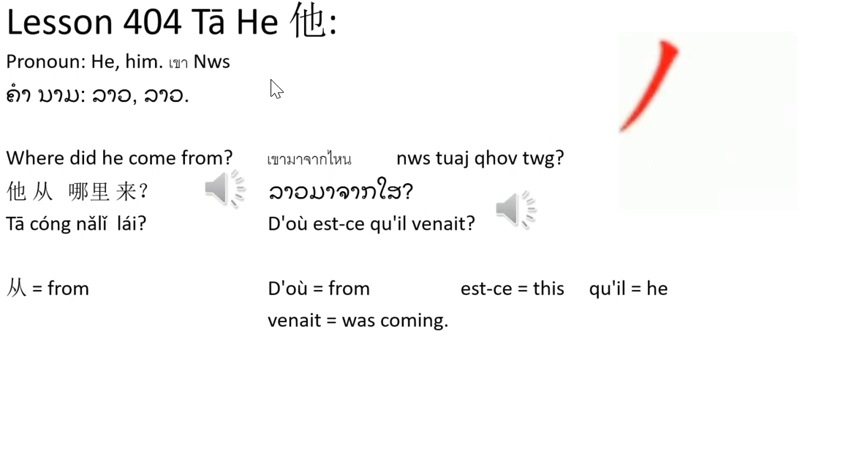 Lesson 404 Tā He 他:
Pronoun: He, him. เขา Nws
ຄຳ ນາມ: ລາວ, ລາວ.
Where did he come from? เขามาจากไหน nws tuaj qhov twg?
他 从 哪里 来? ລາວມາຈາກໃສ?
Tā cóng nǎlǐ lái? D'où est-ce qu'il venait?
从 = from D'où = from est-ce = this qu'il = he
venait = was coming.